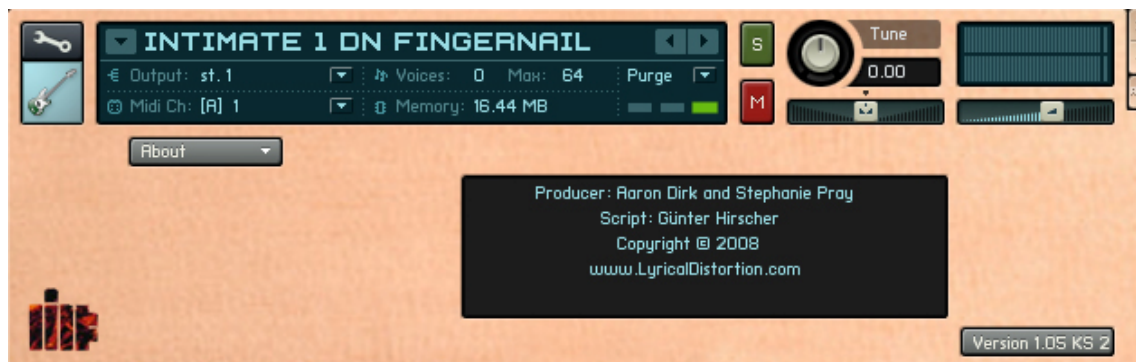 INTIMATE 1 DN FINGERNAIL
Output: st. 1
Voices: 0 Max: 64
Purge
Midi Ch: [A] 1
Memory: 16.44 MB
S
M
Tune
0.00
About
Producer: Aaron Dirk and Stephanie Pray
Script: Günter Hirscher
Copyright © 2008
www.LyricalDistortion.com
Version 1.05 KS 2